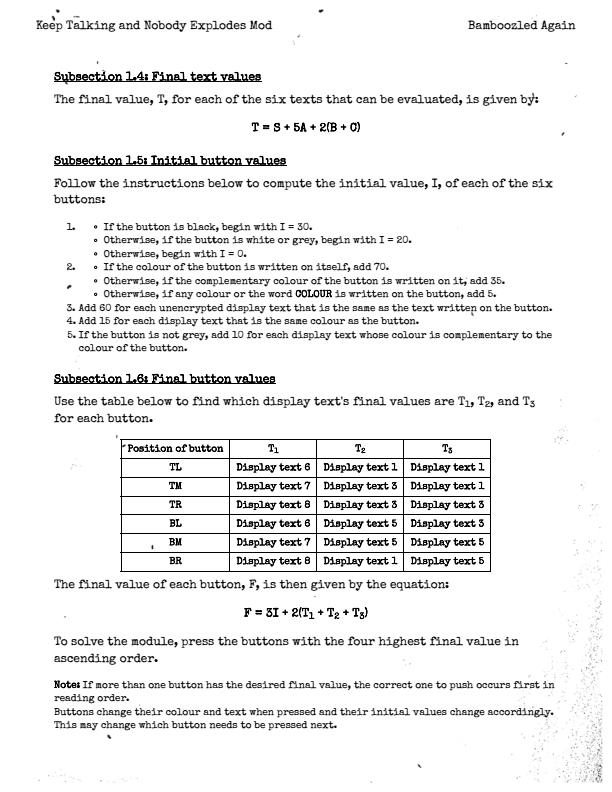 Keep Talking and Nobody Explodes Mod Bamboozled Again
Subsection 1.4: Final text values
The final value, T, for each of the six texts that can be evaluated, is given by:
T = S + 5A + 2(B + C)
Subsection 1.5: Initial button values
Follow the instructions below to compute the initial value, I, of each of the six
buttons:
1. ∘ If the button is black, begin with I = 30.
∘ Otherwise, if the button is white or grey, begin with I = 20.
∘ Otherwise, begin with I = 0.
2. ∘ If the colour of the button is written on itself, add 70.
∘ Otherwise, if the complementary colour of the button is written on it, add 35.
∘ Otherwise, if any colour or the word COLOUR is written on the button, add 5.
3. Add 60 for each unencrypted display text that is the same as the text written on the button.
4. Add 15 for each display text that is the same colour as the button.
5. If the button is not grey, add 10 for each display text whose colour is complementary to the
colour of the button.
Subsection 1.6: Final button values
Use the table below to find which display text's final values are T₁, T₂, and T₃
for each button.
Position of button T₁ T₂ T₃
TL Display text 6 Display text 1 Display text 1
TM Display text 7 Display text 3 Display text 1
TR Display text 8 Display text 3 Display text 3
BL Display text 6 Display text 5 Display text 3
BM Display text 7 Display text 5 Display text 5
BR Display text 8 Display text 1 Display text 5
The final value of each button, F, is then given by the equation:
F = 3I + 2(T₁ + T₂ + T₃)
To solve the module, press the buttons with the four highest final value in
ascending order.
Note: If more than one button has the desired final value, the correct one to push occurs first in
reading order.
Buttons change their colour and text when pressed and their initial values change accordingly.
This may change which button needs to be pressed next.